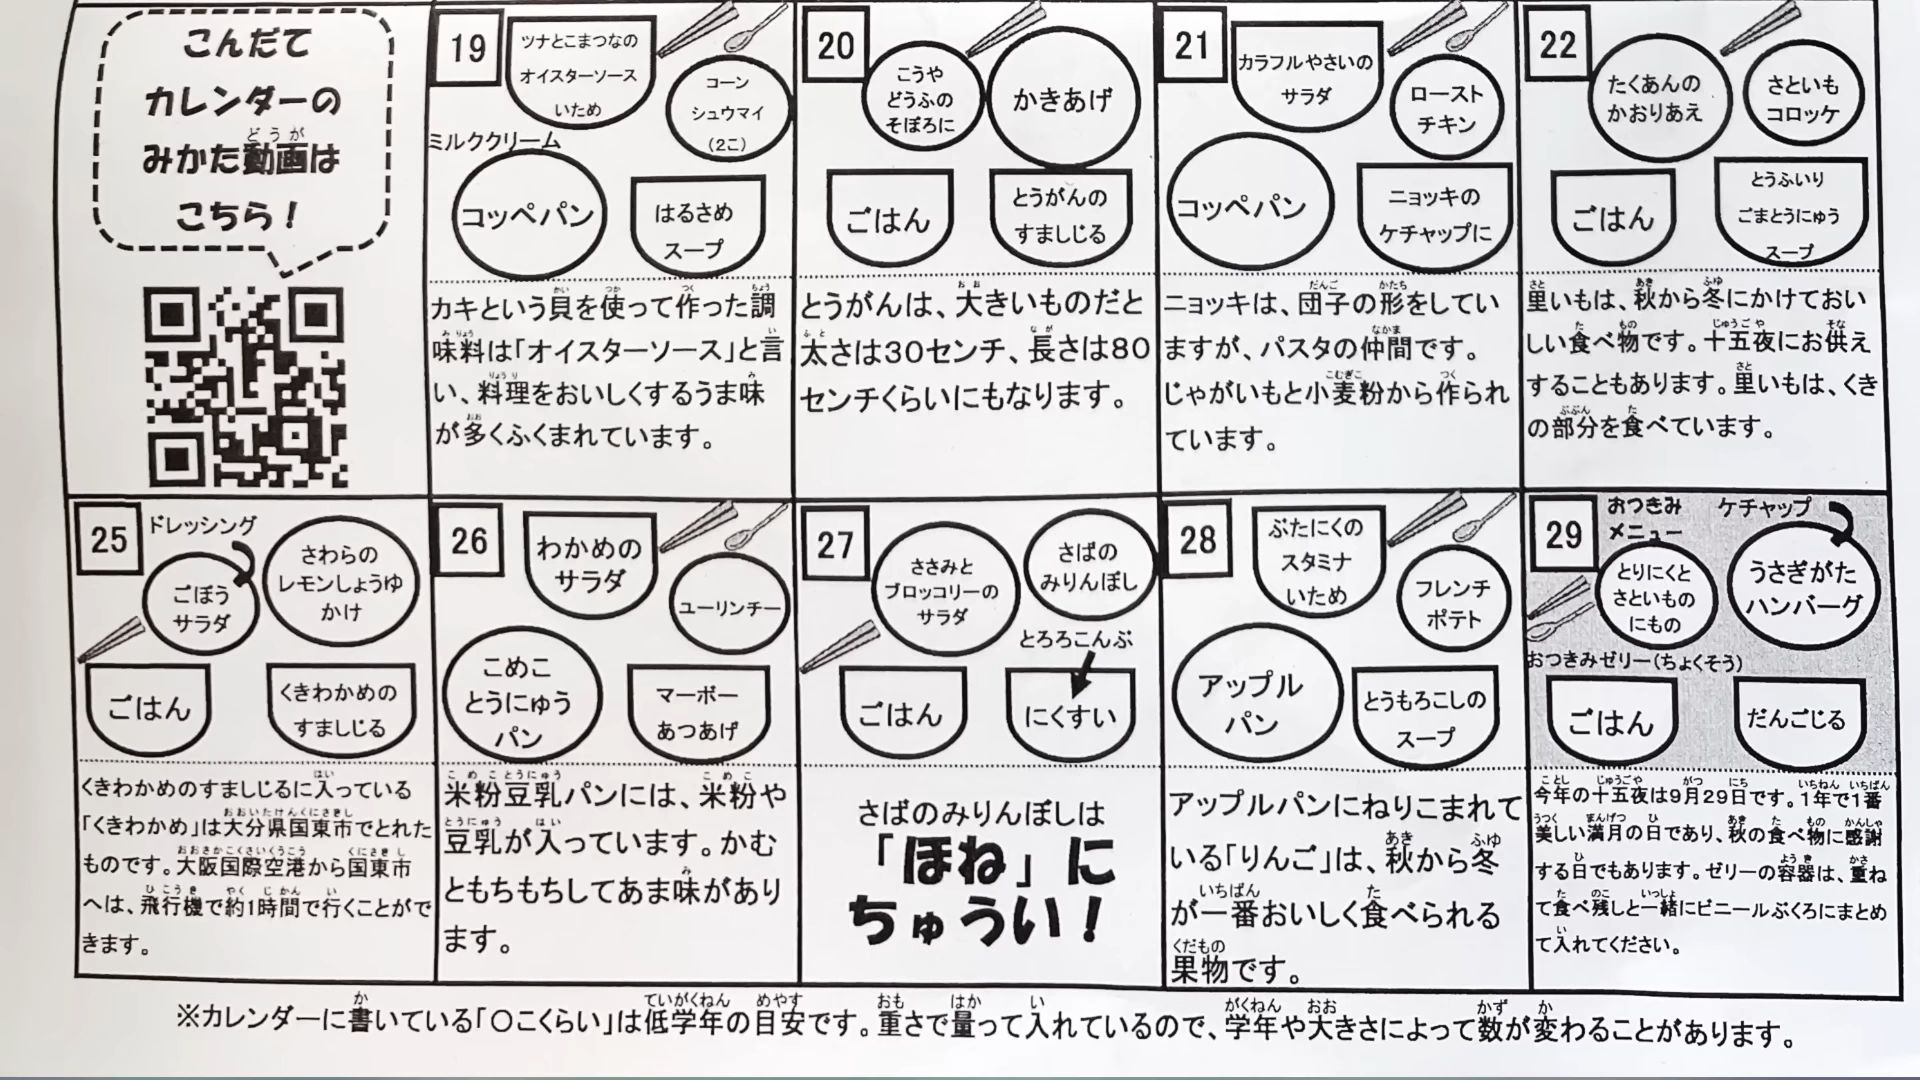 こんだて
カレンダーの
みかた動画は
こちら！
19
ツナとこまつなの
オイスターソース
いため
コーン
シュウマイ
（2こ）
ミルククリーム
コッペパン
はるさめ
スープ
カキという貝を使って作った調
味料は「オイスターソース」と言
い、料理をおいしくするうま味
が多くふくまれています。
20
こうや
どうふの
そぼろに
かきあげ
ごはん
とうがんの
すましじる
とうがんは、大きいものだと
太さは30センチ、長さは80
センチくらいにもなります。
21
カラフルやさいの
サラダ
ロースト
チキン
コッペパン
ニョッキの
ケチャップに
ニョッキは、団子の形をしてい
ますが、パスタの仲間です。
じゃがいもと小麦粉から作られ
ています。
22
たくあんの
かおりあえ
さといも
コロッケ
ごはん
とうふいり
ごまとうにゅう
スープ
里いもは、秋から冬にかけておい
しい食べ物です。十五夜にお供え
することもあります。里いもは、くき
の部分を食べています。
25
ドレッシング
ごぼう
サラダ
さわらの
レモンしょうゆ
かけ
ごはん
くきわかめの
すましじる
くきわかめのすましじるに入っている
「くきわかめ」は大分県国東市でとれた
ものです。大阪国際空港から国東市
へは、飛行機で約1時間で行くことがで
きます。
26
わかめの
サラダ
ユーリンチー
こめこ
とうにゅう
パン
マーボー
あつあげ
米粉豆乳パンには、米粉や
豆乳が入っています。かむ
ともちもちしてあま味があり
ます。
27
ささみと
ブロッコリーの
サラダ
さばの
みりんぼし
とろろこんぶ
ごはん
にくすい
さばのみりんぼしは
「ほね」に
ちゅうい！
28
ぶたにくの
スタミナ
いため
フレンチ
ポテト
アップル
パン
とうもろこしの
スープ
アップルパンにねりこまれて
いる「りんご」は、秋から冬
が一番おいしく食べられる
果物です。
29
おつきみ
メニュー
ケチャップ
とりにくと
さといもの
にもの
うさぎがた
ハンバーグ
おつきみゼリー（ちょくそう）
ごはん
だんごじる
今年の十五夜は9月29日です。1年で1番
美しい満月の日であり、秋の食べ物に感謝
する日でもあります。ゼリーの容器は、重ね
て食べ残しと一緒にビニールぶくろにまとめ
て入れてください。
※カレンダーに書いている「〇こくらい」は低学年の目安です。重さで量って入れているので、学年や大きさによって数が変わることがあります。